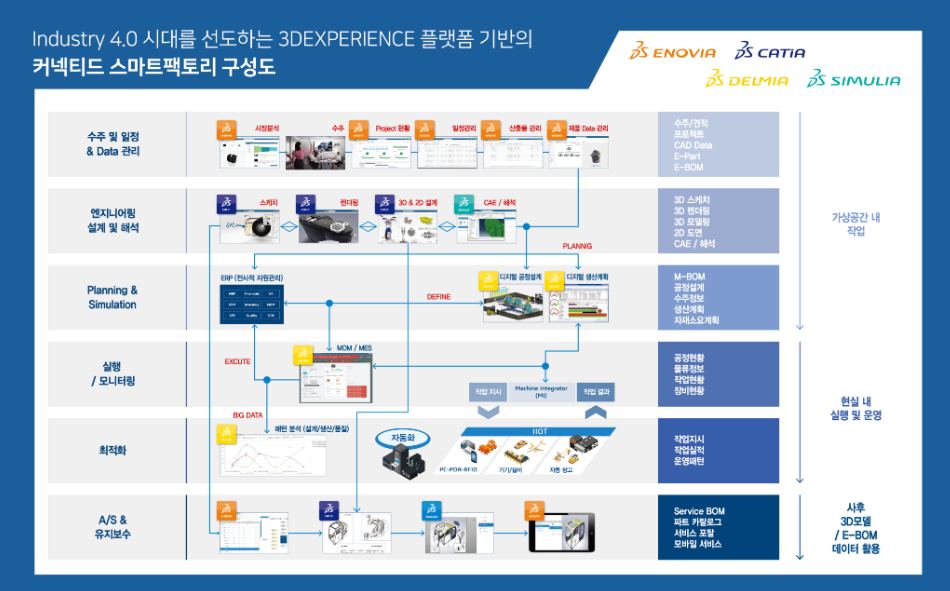 Industry 4.0 시대를 선도하는 3DEXPERIENCE 플랫폼 기반의
커넥티드 스마트팩토리 구성도
ENOVIA
CATIA
DELMIA
SIMULIA
수주 및 일정
& Data 관리
시장분석
수주
Project 현황
일정관리
산출물 관리
제품 Data 관리
수주/견적
프로젝트
CAD Data
E-Part
E-BOM
엔지니어링
설계 및 해석
스케치
렌더링
3D & 2D 설계
CAE / 해석
3D 스케치
3D 렌더링
3D 모델링
2D 도면
CAE / 해석
가상공간 내
작업
PLANNIG
Planning &
Simulation
ERP (전사적 자원관리)
DEFINE
디지털 공정설계
디지털 생산계획
M-BOM
공정설계
수주정보
생산계획
자재소요계획
실행
/ 모니터링
EXCUTE
MOM / MES
작업 지시
Machine Integrator
(MI)
작업 결과
공정현황
물류정보
작업현황
장비현황
현실 내
실행 및 운영
BIG DATA
최적화
패턴 분석 (설계/생산/품질)
자동화
IIOT
PC-POR-RFID
기기/설비
자동 창고
작업지시
작업실적
운영패턴
A/S &
유지보수
Service BOM
파트 카탈로그
서비스 포탈
모바일 서비스
사후
3D모델
/ E-BOM
데이터 활용